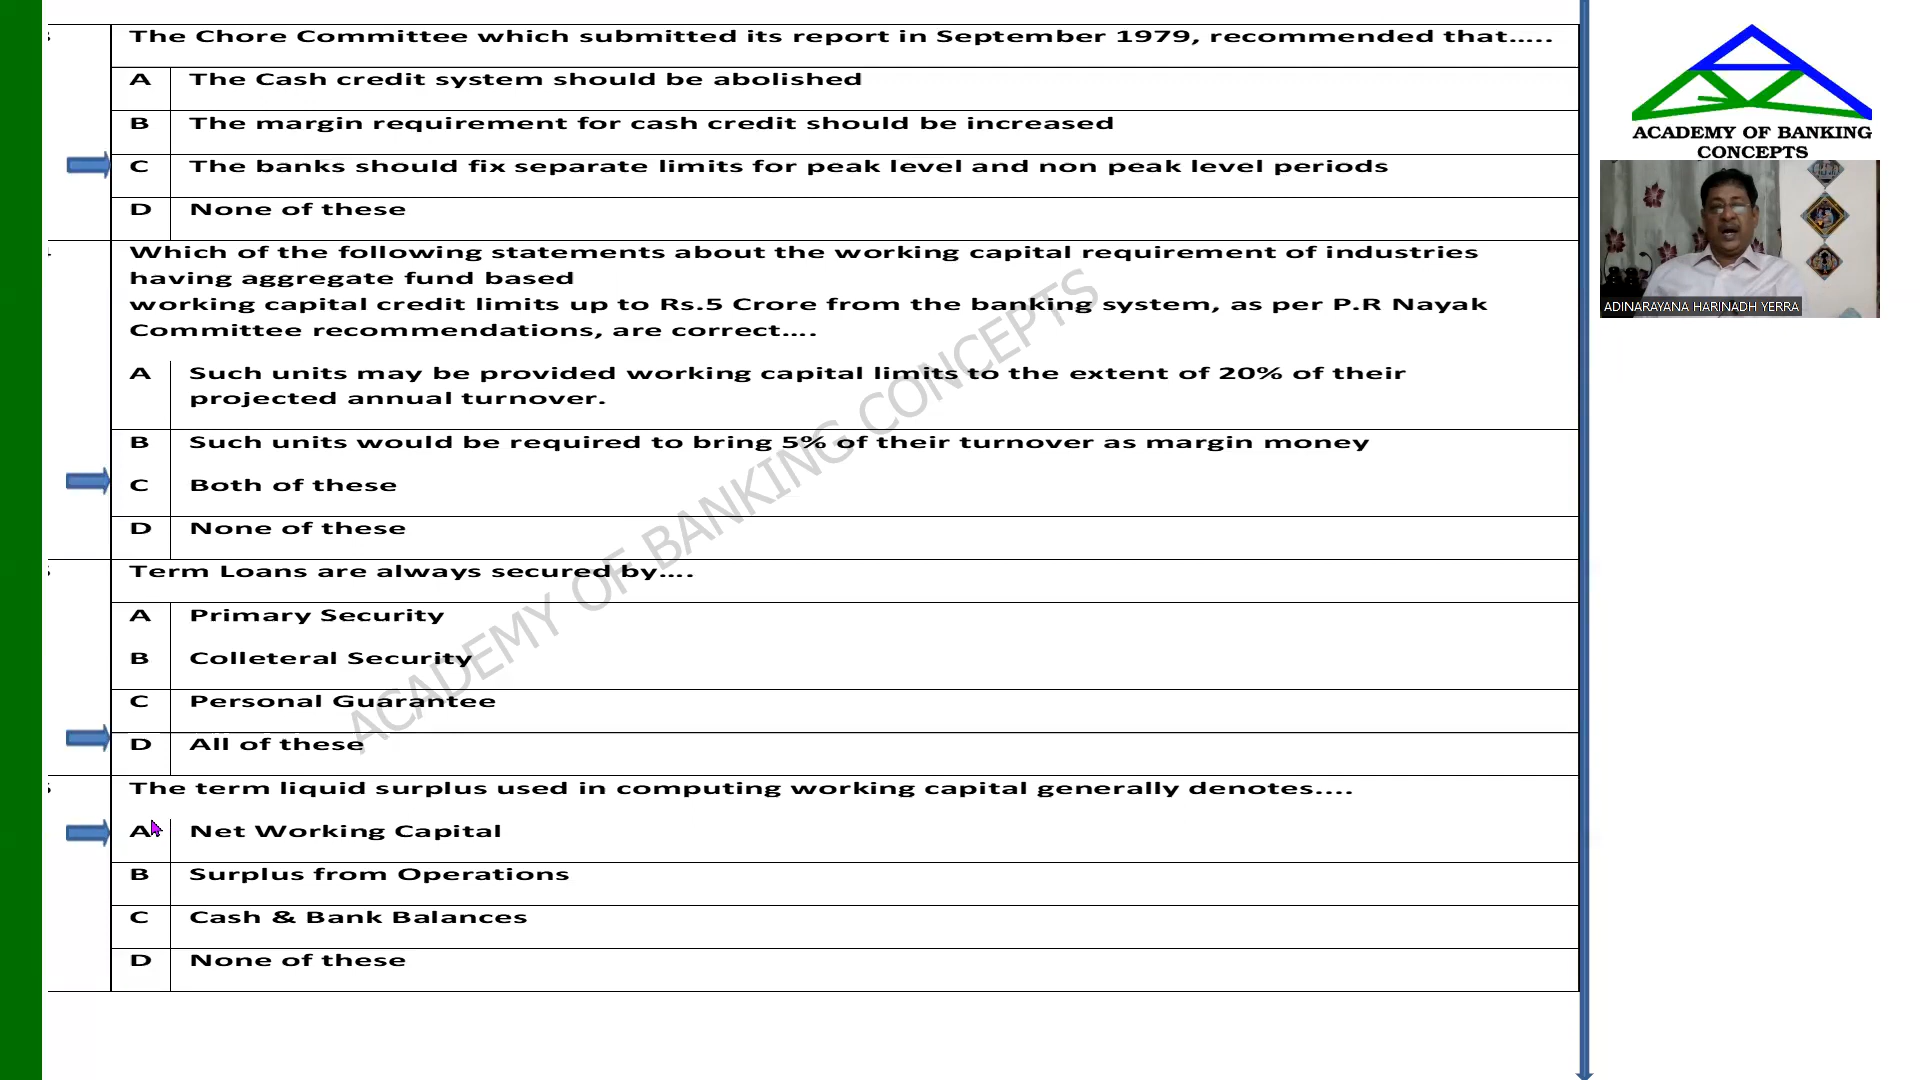 The Chore Committee which submitted its report in September 1979, recommended that.....
A The Cash credit system should be abolished
B The margin requirement for cash credit should be increased
C The banks should fix separate limits for peak level and non peak level periods
D None of these
Which of the following statements about the working capital requirement of industries
having aggregate fund based
working capital credit limits up to Rs.5 Crore from the banking system, as per P.R Nayak
Committee recommendations, are correct....
A Such units may be provided working capital limits to the extent of 20% of their
projected annual turnover.
B Such units would be required to bring 5% of their turnover as margin money
C Both of these
D None of these
Term Loans are always secured by....
A Primary Security
B Colleteral Security
C Personal Guarantee
D All of these
The term liquid surplus used in computing working capital generally denotes....
A Net Working Capital
B Surplus from Operations
C Cash & Bank Balances
D None of these
ACADEMY OF BANKING CONCEPTS
ACADEMY OF BANKING
CONCEPTS
ADINARAYANA HARINADH YERRA